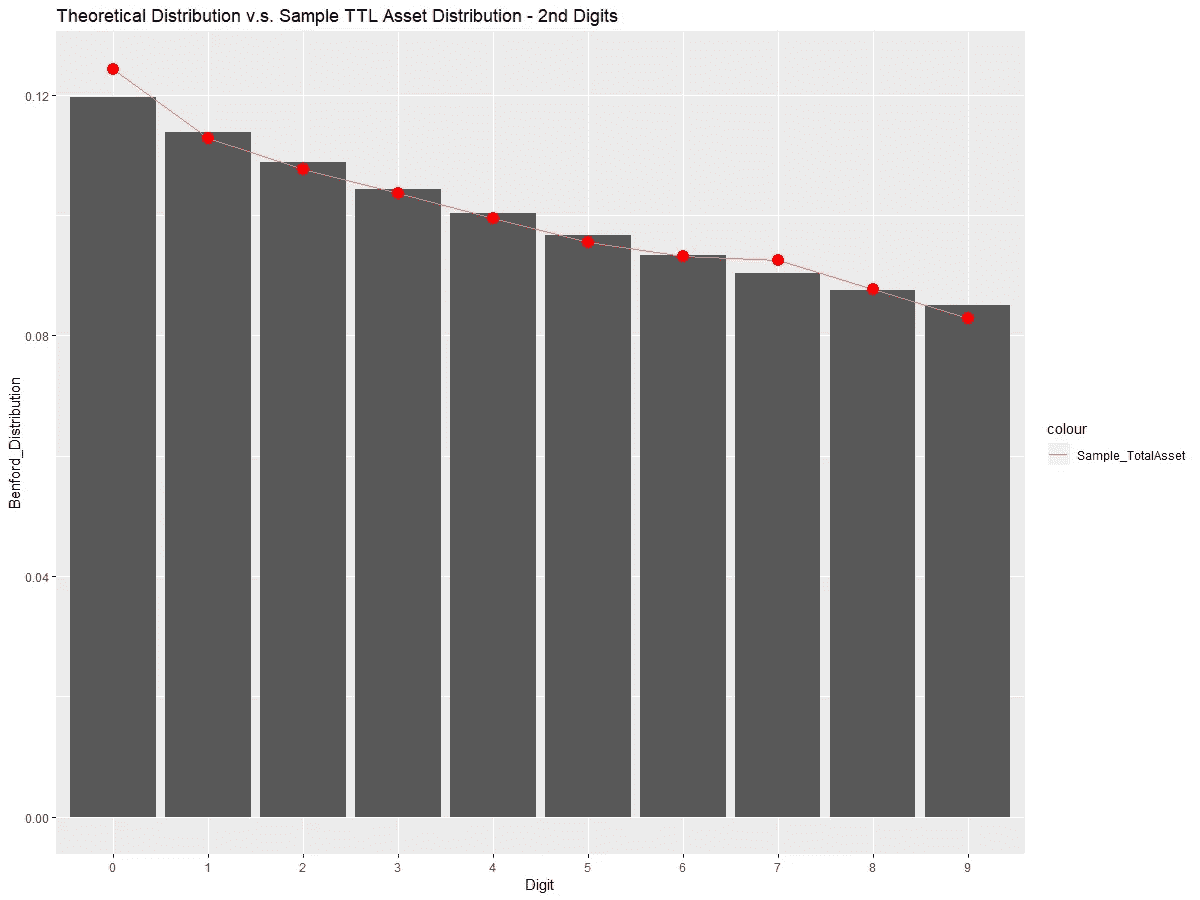 Theoretical Distribution v.s. Sample TTL Asset Distribution - 2nd Digits
0.12
0.08
0.04
0.00
Benford_Distribution
0 1 2 3 4 5 6 7 8 9
Digit
colour
Sample_TotalAsset